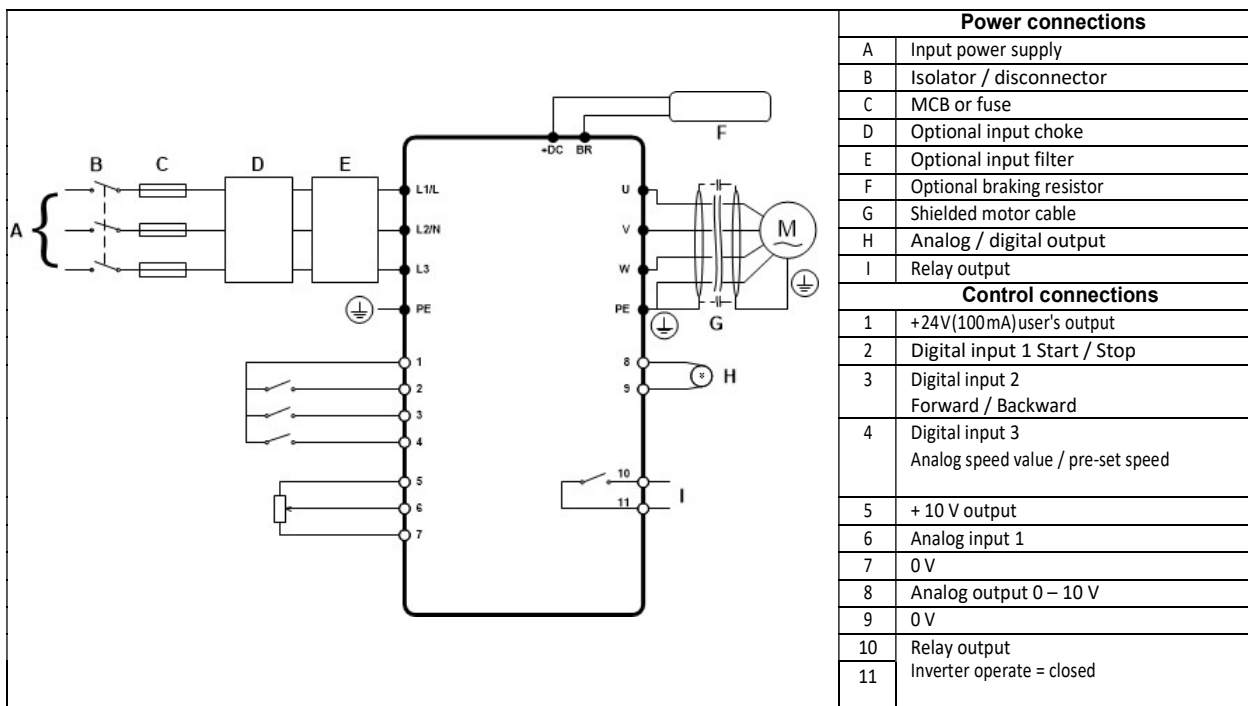 +DC BR
F
B C D E
A
L1/L
L2/N
L3
PE
U
V
W
PE
M
G
1
2
3
4
5
6
7
8
9
H
10
11
I
Power connections
A Input power supply
B Isolator / disconnector
C MCB or fuse
D Optional input choke
E Optional input filter
F Optional braking resistor
G Shielded motor cable
H Analog / digital output
I Relay output
Control connections
1 +24V(100mA)user's output
2 Digital input 1 Start / Stop
3 Digital input 2
Forward / Backward
4 Digital input 3
Analog speed value / pre-set speed
5 + 10 V output
6 Analog input 1
7 0 V
8 Analog output 0 – 10 V
9 0 V
10 Relay output
11 Inverter operate = closed